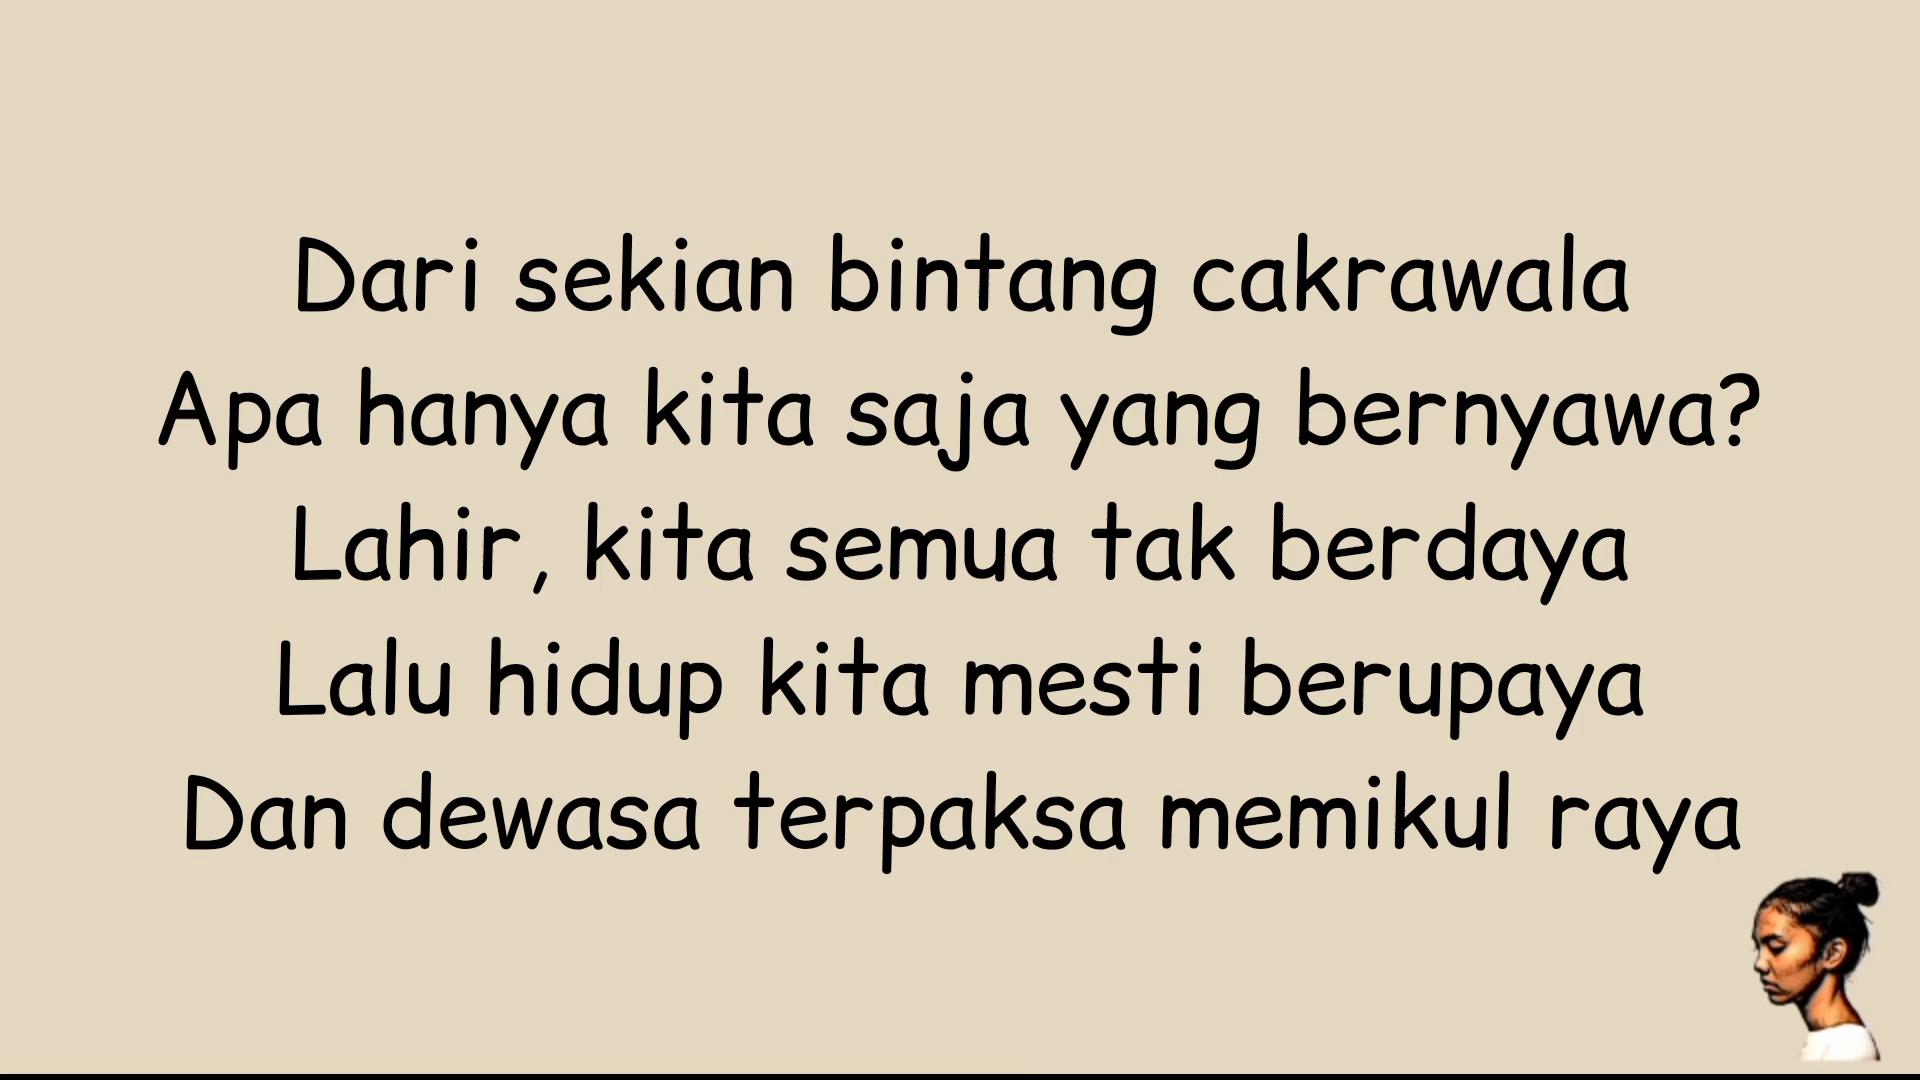 Dari sekian bintang cakrawala
Apa hanya kita saja yang bernyawa?
Lahir, kita semua tak berdaya
Lalu hidup kita mesti berupaya
Dan dewasa terpaksa memikul raya